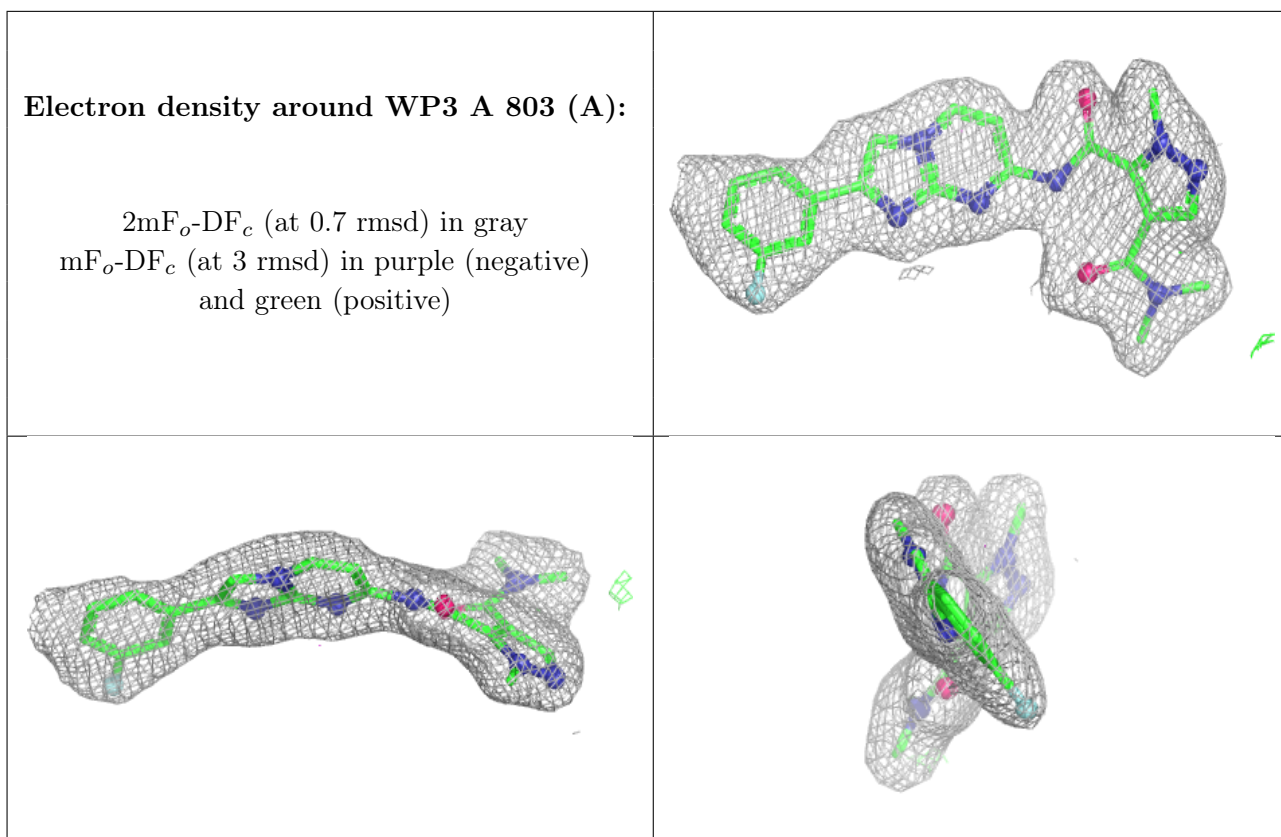 Electron density around WP3 A 803 (A):
2mFₒ-DF𝒸 (at 0.7 rmsd) in gray
mFₒ-DF𝒸 (at 3 rmsd) in purple (negative)
and green (positive)